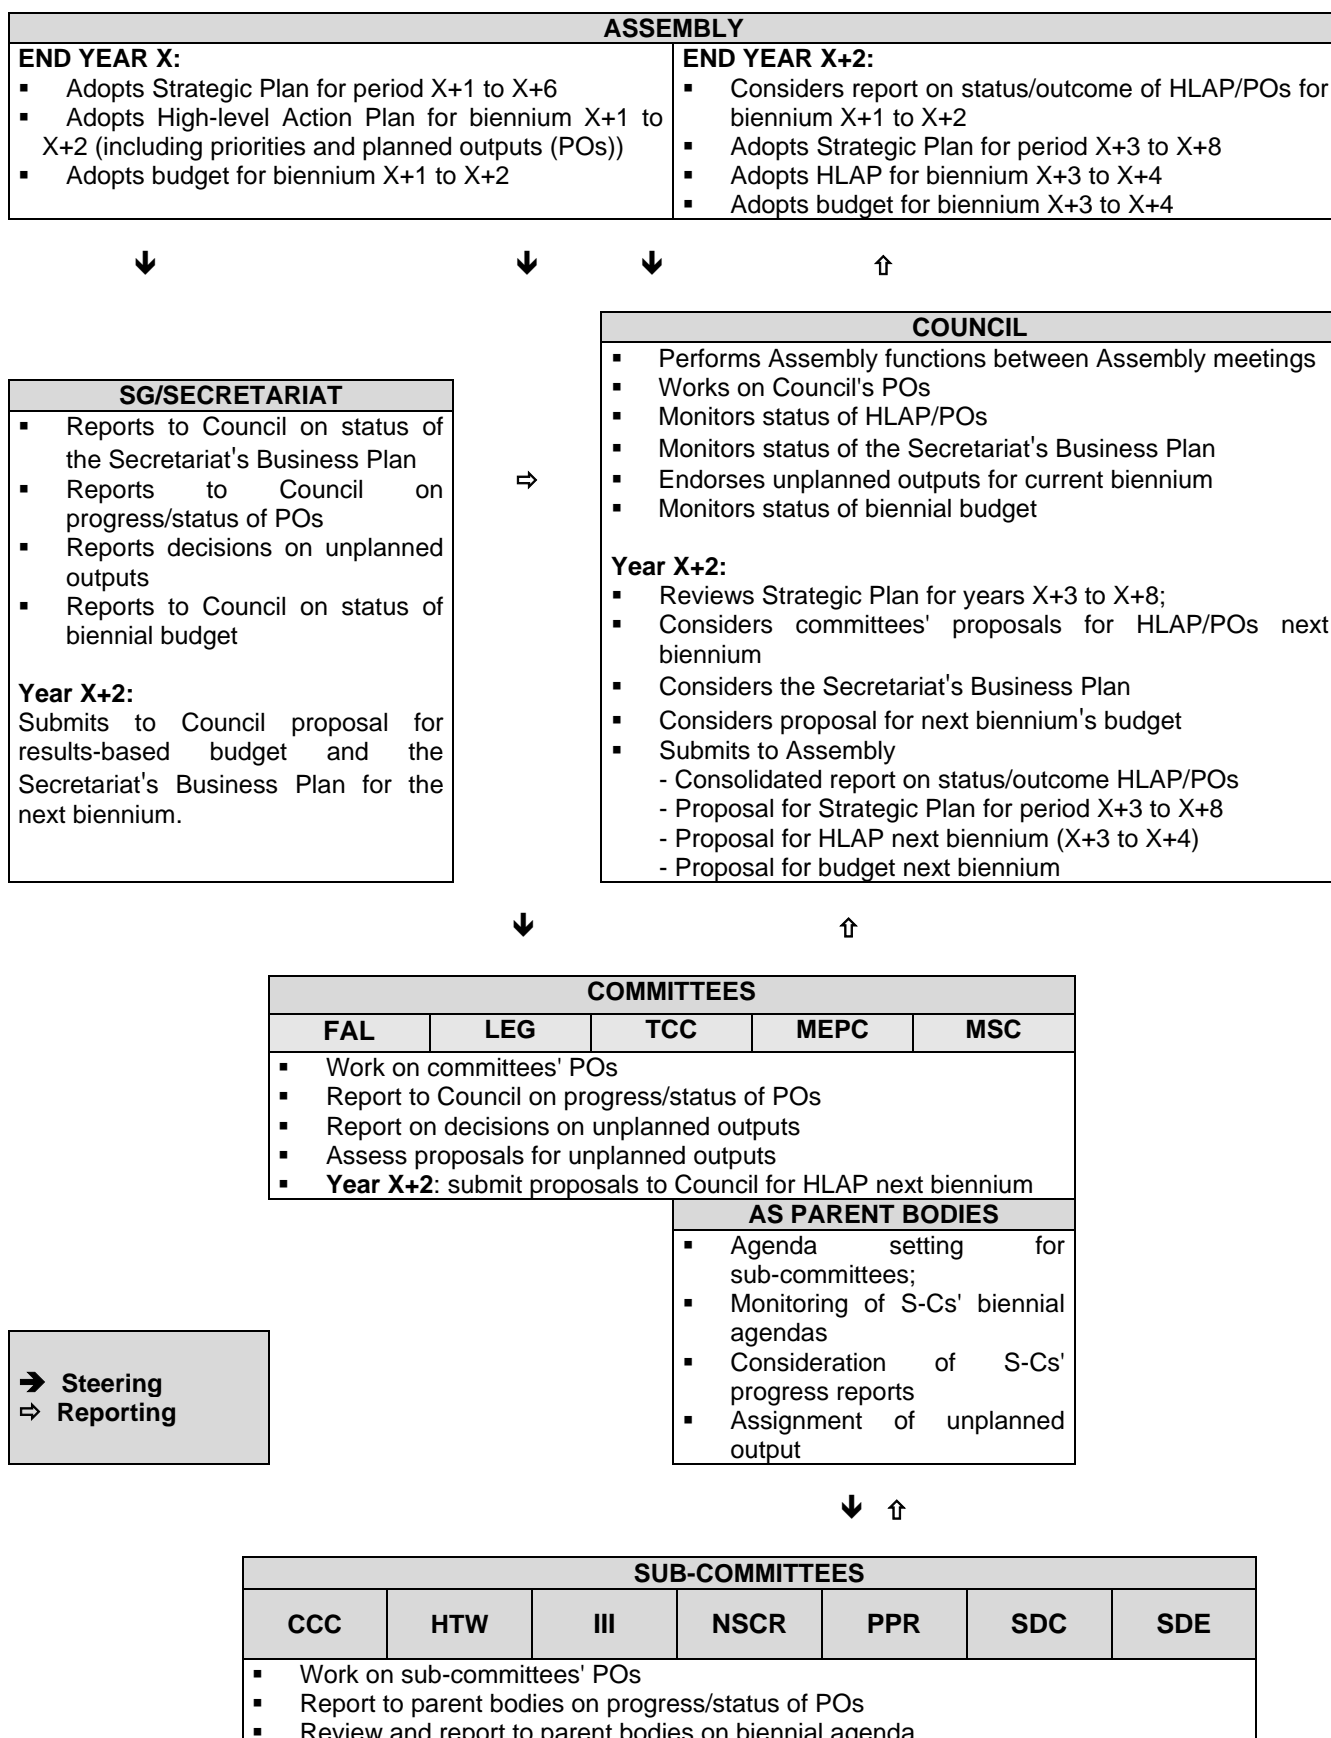 ASSEMBLY
END YEAR X:
▪ Adopts Strategic Plan for period X+1 to X+6
▪ Adopts High-level Action Plan for biennium X+1 to
X+2 (including priorities and planned outputs (POs))
▪ Adopts budget for biennium X+1 to X+2
END YEAR X+2:
▪ Considers report on status/outcome of HLAP/POs for
biennium X+1 to X+2
▪ Adopts Strategic Plan for period X+3 to X+8
▪ Adopts HLAP for biennium X+3 to X+4
▪ Adopts budget for biennium X+3 to X+4
SG/SECRETARIAT
▪ Reports to Council on status of
the Secretariat's Business Plan
▪ Reports to Council on
progress/status of POs
▪ Reports decisions on unplanned
outputs
▪ Reports to Council on status of
biennial budget
Year X+2:
Submits to Council proposal for
results-based budget and the
Secretariat's Business Plan for the
next biennium.
COUNCIL
▪ Performs Assembly functions between Assembly meetings
▪ Works on Council's POs
▪ Monitors status of HLAP/POs
▪ Monitors status of the Secretariat's Business Plan
▪ Endorses unplanned outputs for current biennium
▪ Monitors status of biennial budget
Year X+2:
▪ Reviews Strategic Plan for years X+3 to X+8;
▪ Considers committees' proposals for HLAP/POs next
biennium
▪ Considers the Secretariat's Business Plan
▪ Considers proposal for next biennium's budget
▪ Submits to Assembly
- Consolidated report on status/outcome HLAP/POs
- Proposal for Strategic Plan for period X+3 to X+8
- Proposal for HLAP next biennium (X+3 to X+4)
- Proposal for budget next biennium
COMMITTEES
FAL LEG TCC MEPC MSC
▪ Work on committees' POs
▪ Report to Council on progress/status of POs
▪ Report on decisions on unplanned outputs
▪ Assess proposals for unplanned outputs
▪ Year X+2: submit proposals to Council for HLAP next biennium
AS PARENT BODIES
▪ Agenda setting for
sub-committees;
▪ Monitoring of S-Cs' biennial
agendas
▪ Consideration of S-Cs'
progress reports
▪ Assignment of unplanned
output
➔ Steering
⇨ Reporting
SUB-COMMITTEES
CCC HTW III NSCR PPR SDC SDE
▪ Work on sub-committees' POs
▪ Report to parent bodies on progress/status of POs
▪ Review and report to parent bodies on biennial agenda